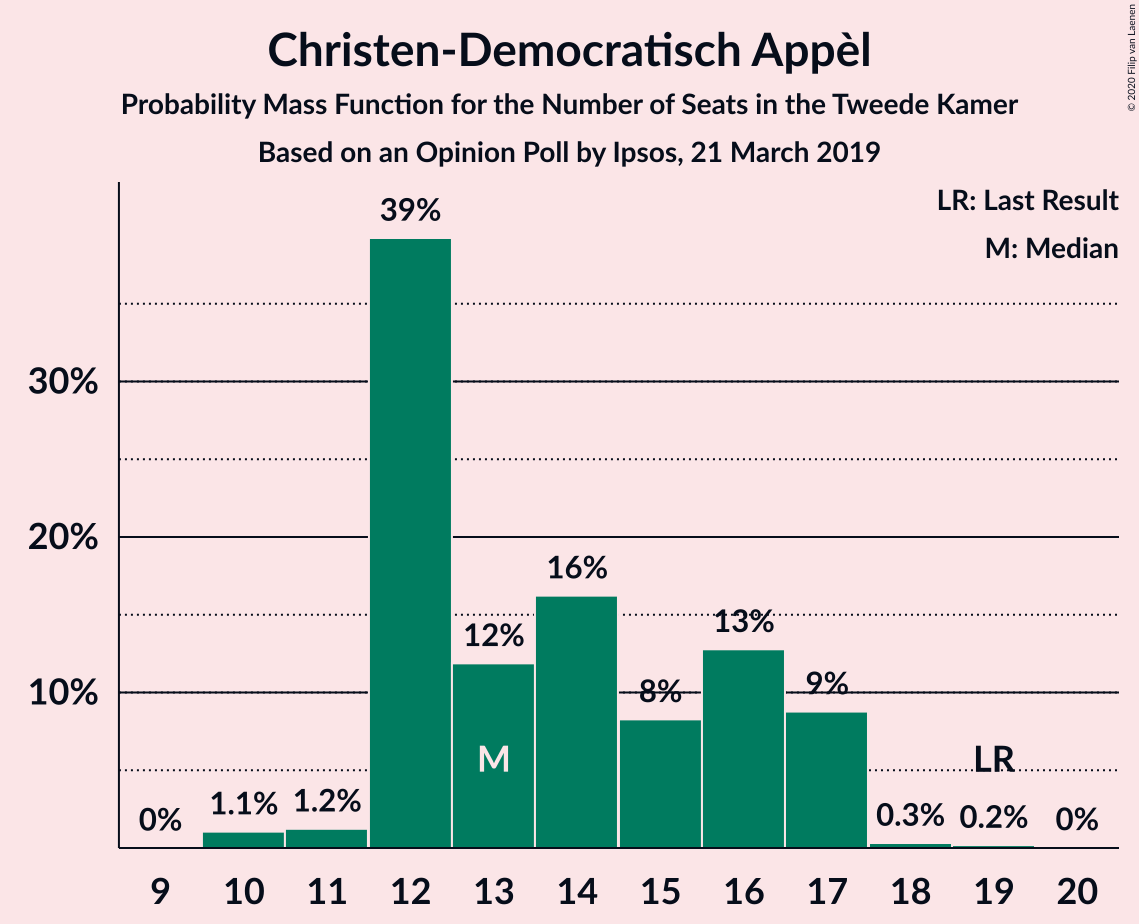 Christen-Democratisch Appèl
Probability Mass Function for the Number of Seats in the Tweede Kamer
Based on an Opinion Poll by Ipsos, 21 March 2019
© 2020 Filip van Laenen
LR: Last Result
M: Median
39%
30%
20%
16%
13%
12%
10%
8%
9%
M
LR
0%
1.1%
1.2%
0.3%
0.2%
0%
9 10 11 12 13 14 15 16 17 18 19 20